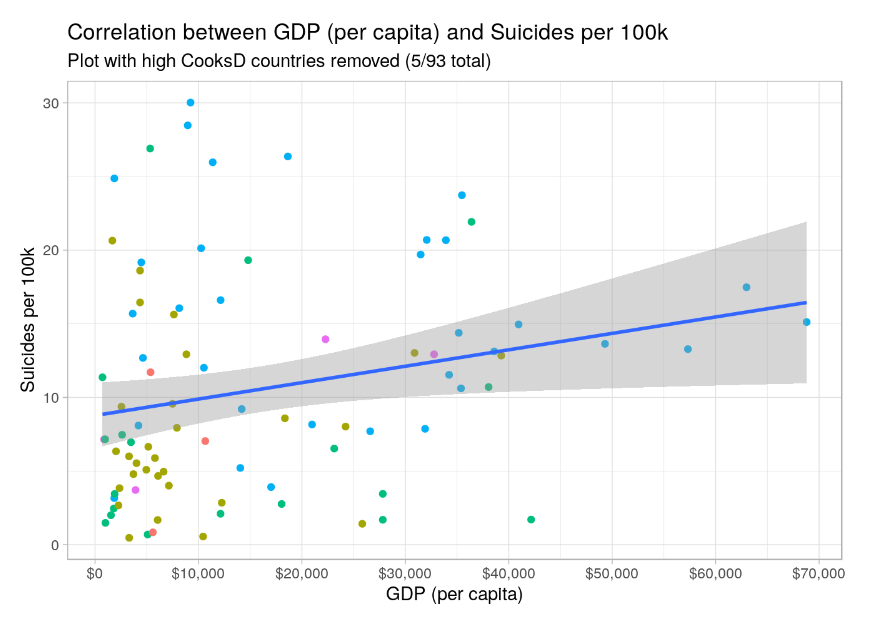 Correlation between GDP (per capita) and Suicides per 100k
Plot with high CooksD countries removed (5/93 total)
Suicides per 100k
30
20
10
0
$0 $10,000 $20,000 $30,000 $40,000 $50,000 $60,000 $70,000
GDP (per capita)